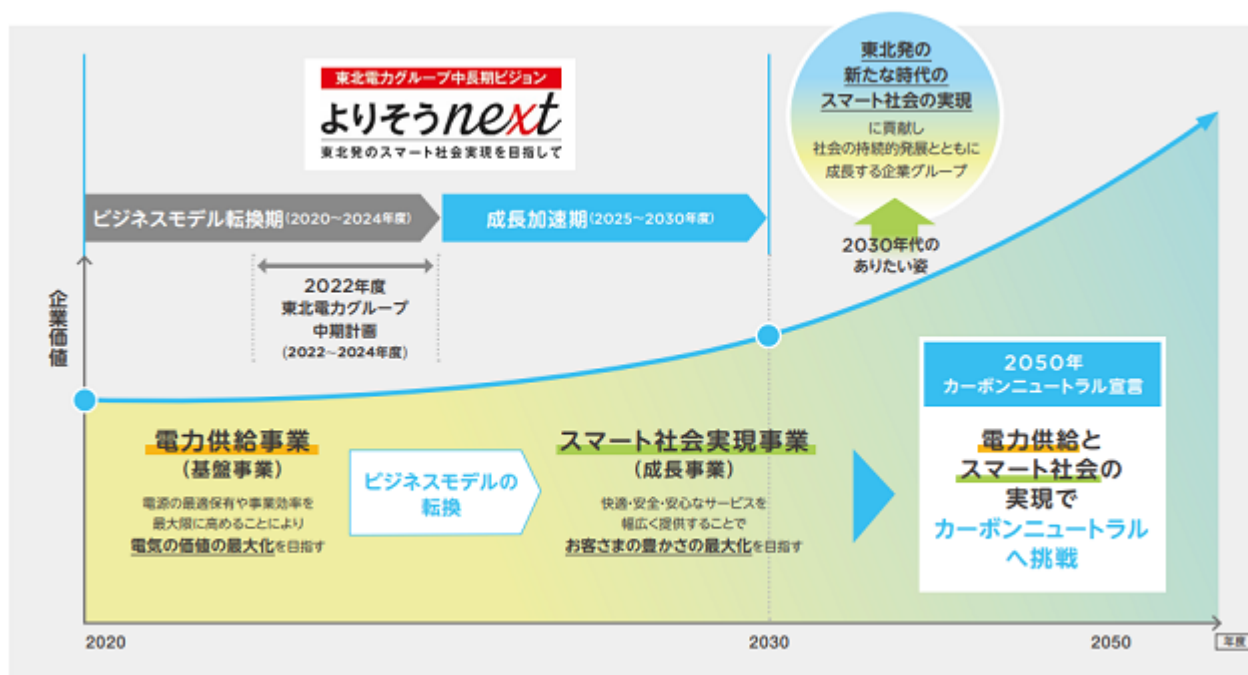 東北電力グループ中長期ビジョン
よりそうnext
東北発のスマート社会実現を目指して
東北発の
新たな時代の
スマート社会の実現
に貢献し
社会の持続的発展とともに
成長する企業グループ
ビジネスモデル転換期(2020～2024年度)
成長加速期(2025～2030年度)
2030年代の
ありたい姿
2022年度
東北電力グループ
中期計画
(2022～2024年度)
企業価値
2050年
カーボンニュートラル宣言
電力供給と
スマート社会の
実現で
カーボンニュートラル
へ挑戦
電力供給事業
(基盤事業)
電源の最適保有や事業効率を
最大限に高めることにより
電気の価値の最大化を目指す
ビジネスモデルの
転換
スマート社会実現事業
(成長事業)
快適・安全・安心なサービスを
幅広く提供することで
お客さまの豊かさの最大化を目指す
2020
2030
2050
年度